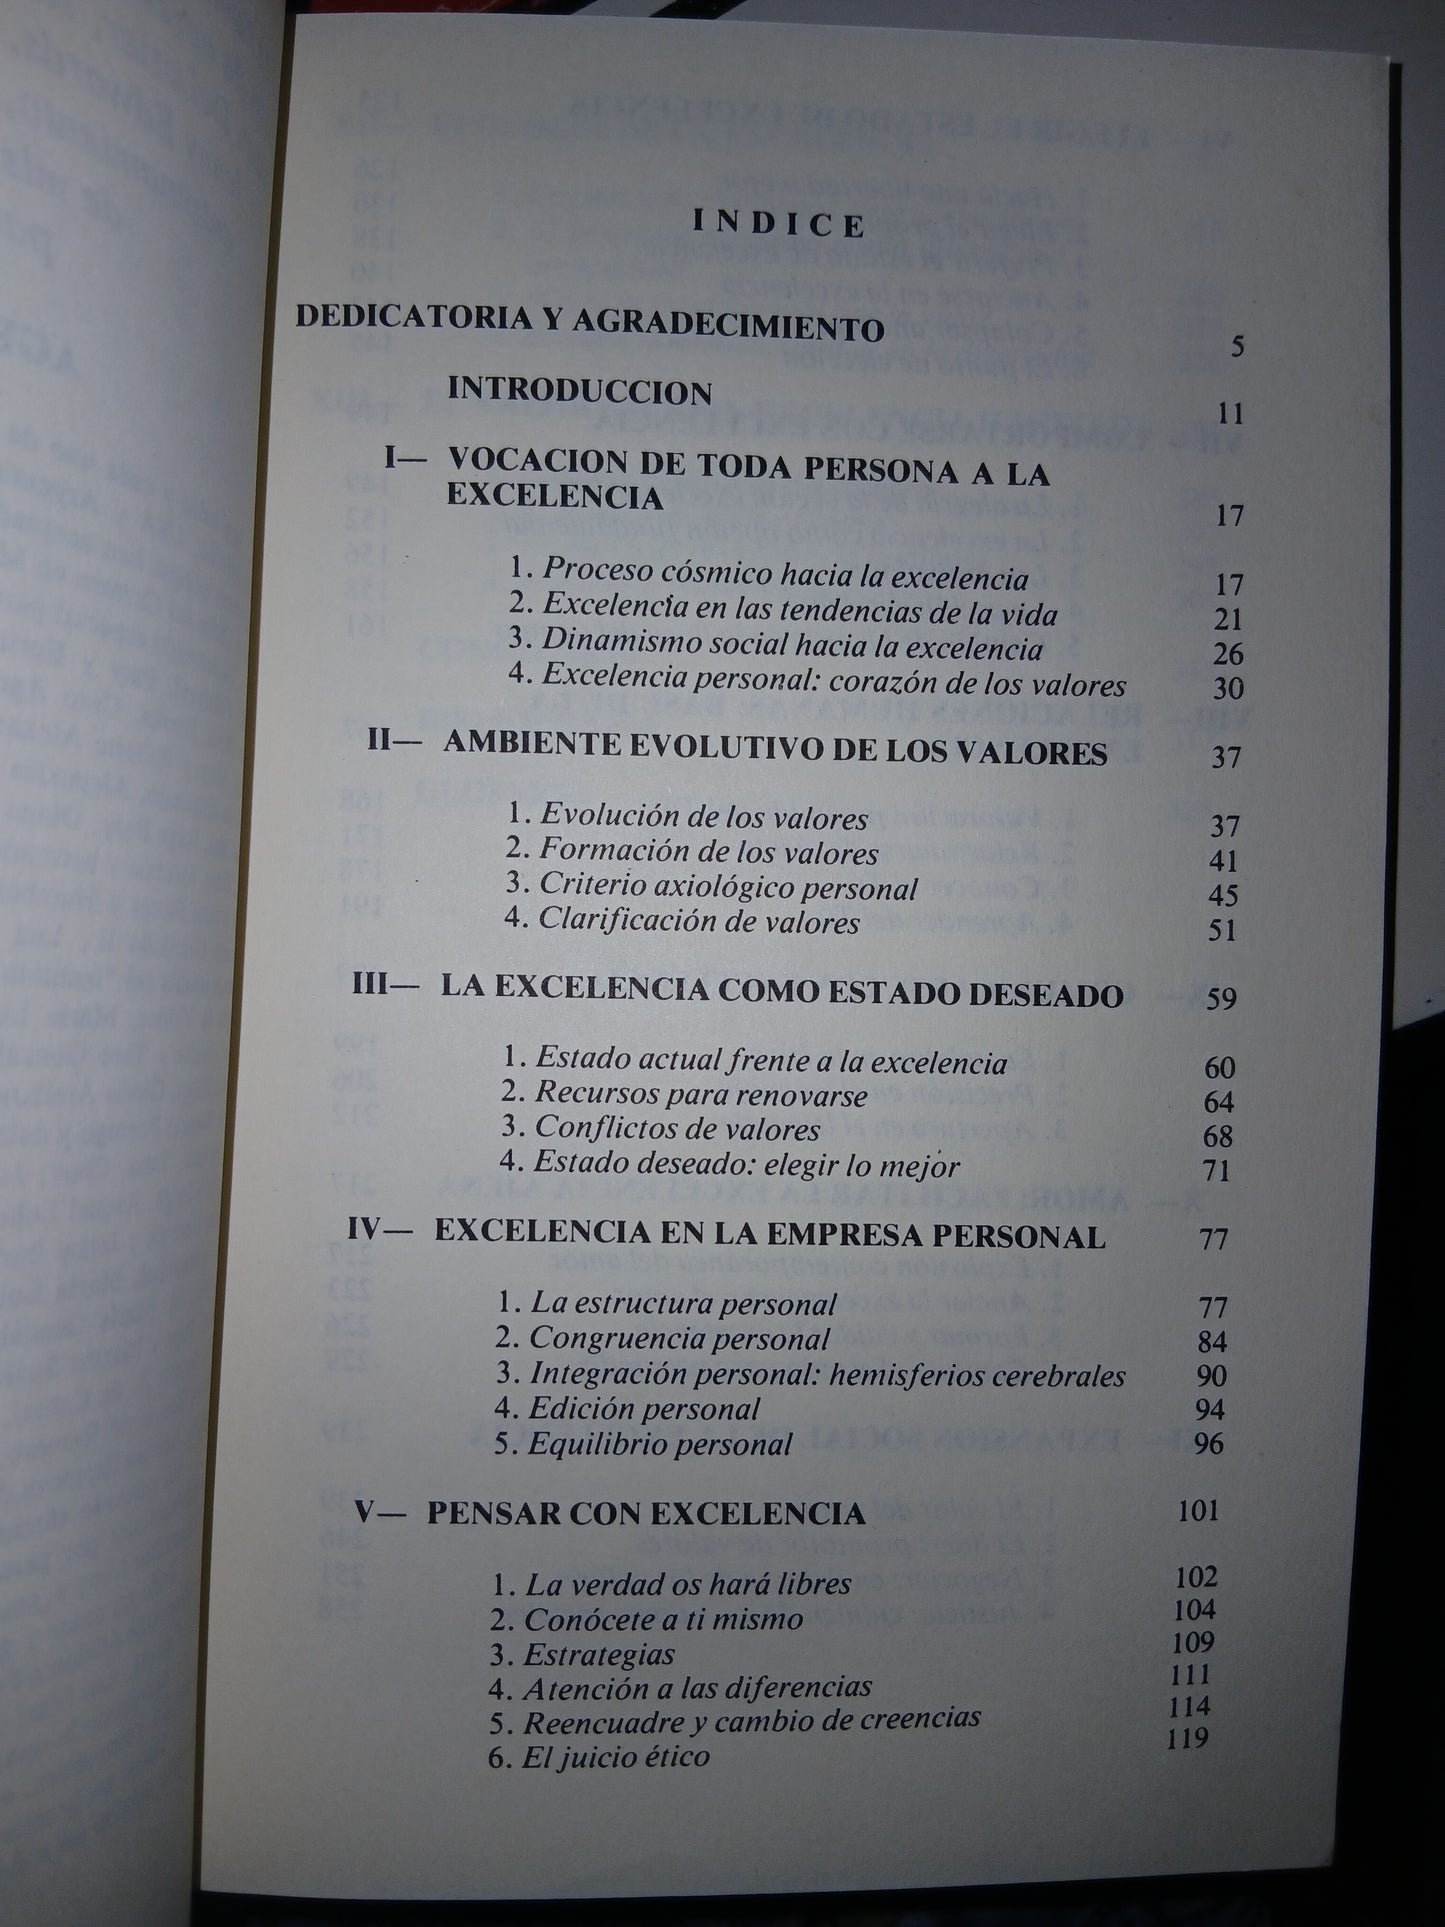 INDICE
DEDICATORIA Y AGRADECIMIENTO 5
INTRODUCCION 11
I— VOCACION DE TODA PERSONA A LA
EXCELENCIA 17
1. Proceso cósmico hacia la excelencia 17
2. Excelencia en las tendencias de la vida 21
3. Dinamismo social hacia la excelencia 26
4. Excelencia personal: corazón de los valores 30
II— AMBIENTE EVOLUTIVO DE LOS VALORES 37
1. Evolución de los valores 37
2. Formación de los valores 41
3. Criterio axiológico personal 45
4. Clarificación de valores 51
III— LA EXCELENCIA COMO ESTADO DESEADO 59
1. Estado actual frente a la excelencia 60
2. Recursos para renovarse 64
3. Conflictos de valores 68
4. Estado deseado: elegir lo mejor 71
IV— EXCELENCIA EN LA EMPRESA PERSONAL 77
1. La estructura personal 77
2. Congruencia personal 84
3. Integración personal: hemisferios cerebrales 90
4. Edición personal 94
5. Equilibrio personal 96
V— PENSAR CON EXCELENCIA 101
1. La verdad os hará libres 102
2. Conócete a ti mismo 104
3. Estrategias 109
4. Atención a las diferencias 111
5. Reencuadre y cambio de creencias 114
6. El juicio ético 119